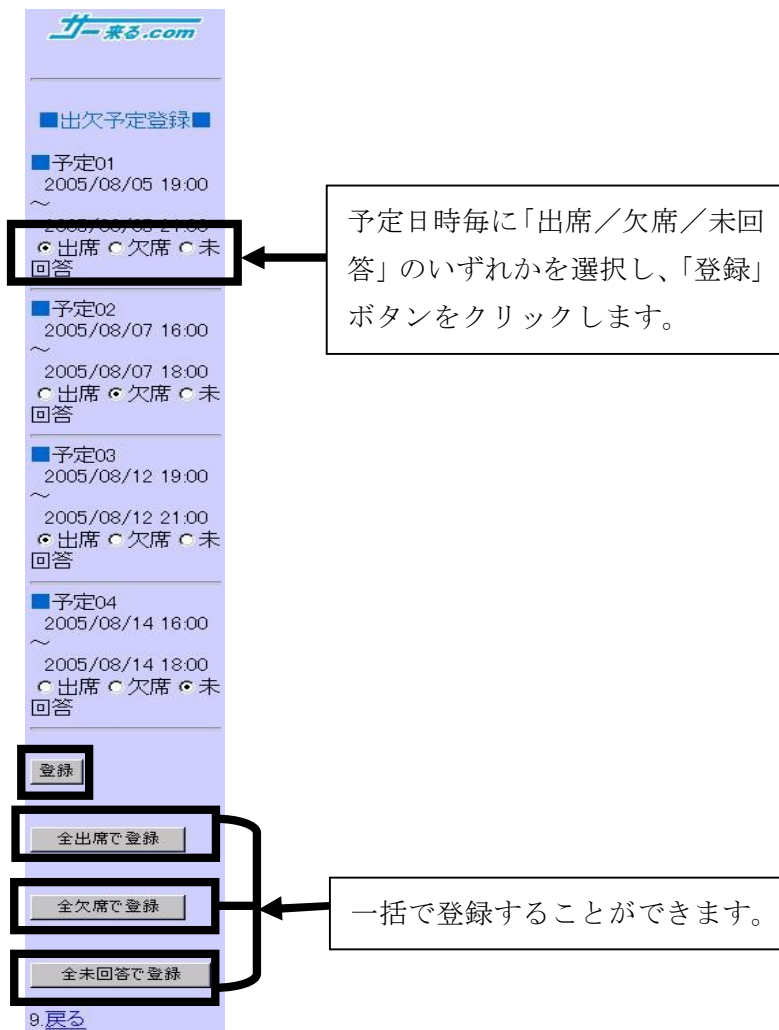 サー来る.com
■出欠予定登録■
■予定01
2005/08/05 19:00
～
2005/08/05 21:00
出席 欠席 未
回答
予定日時毎に「出席／欠席／未回
答」のいずれかを選択し、「登録」
ボタンをクリックします。
■予定02
2005/08/07 16:00
～
2005/08/07 18:00
出席 欠席 未
回答
■予定03
2005/08/12 19:00
～
2005/08/12 21:00
出席 欠席 未
回答
■予定04
2005/08/14 16:00
～
2005/08/14 18:00
出席 欠席 未
回答
登録
全出席で登録
全欠席で登録
一括で登録することができます。
全未回答で登録
9.戻る